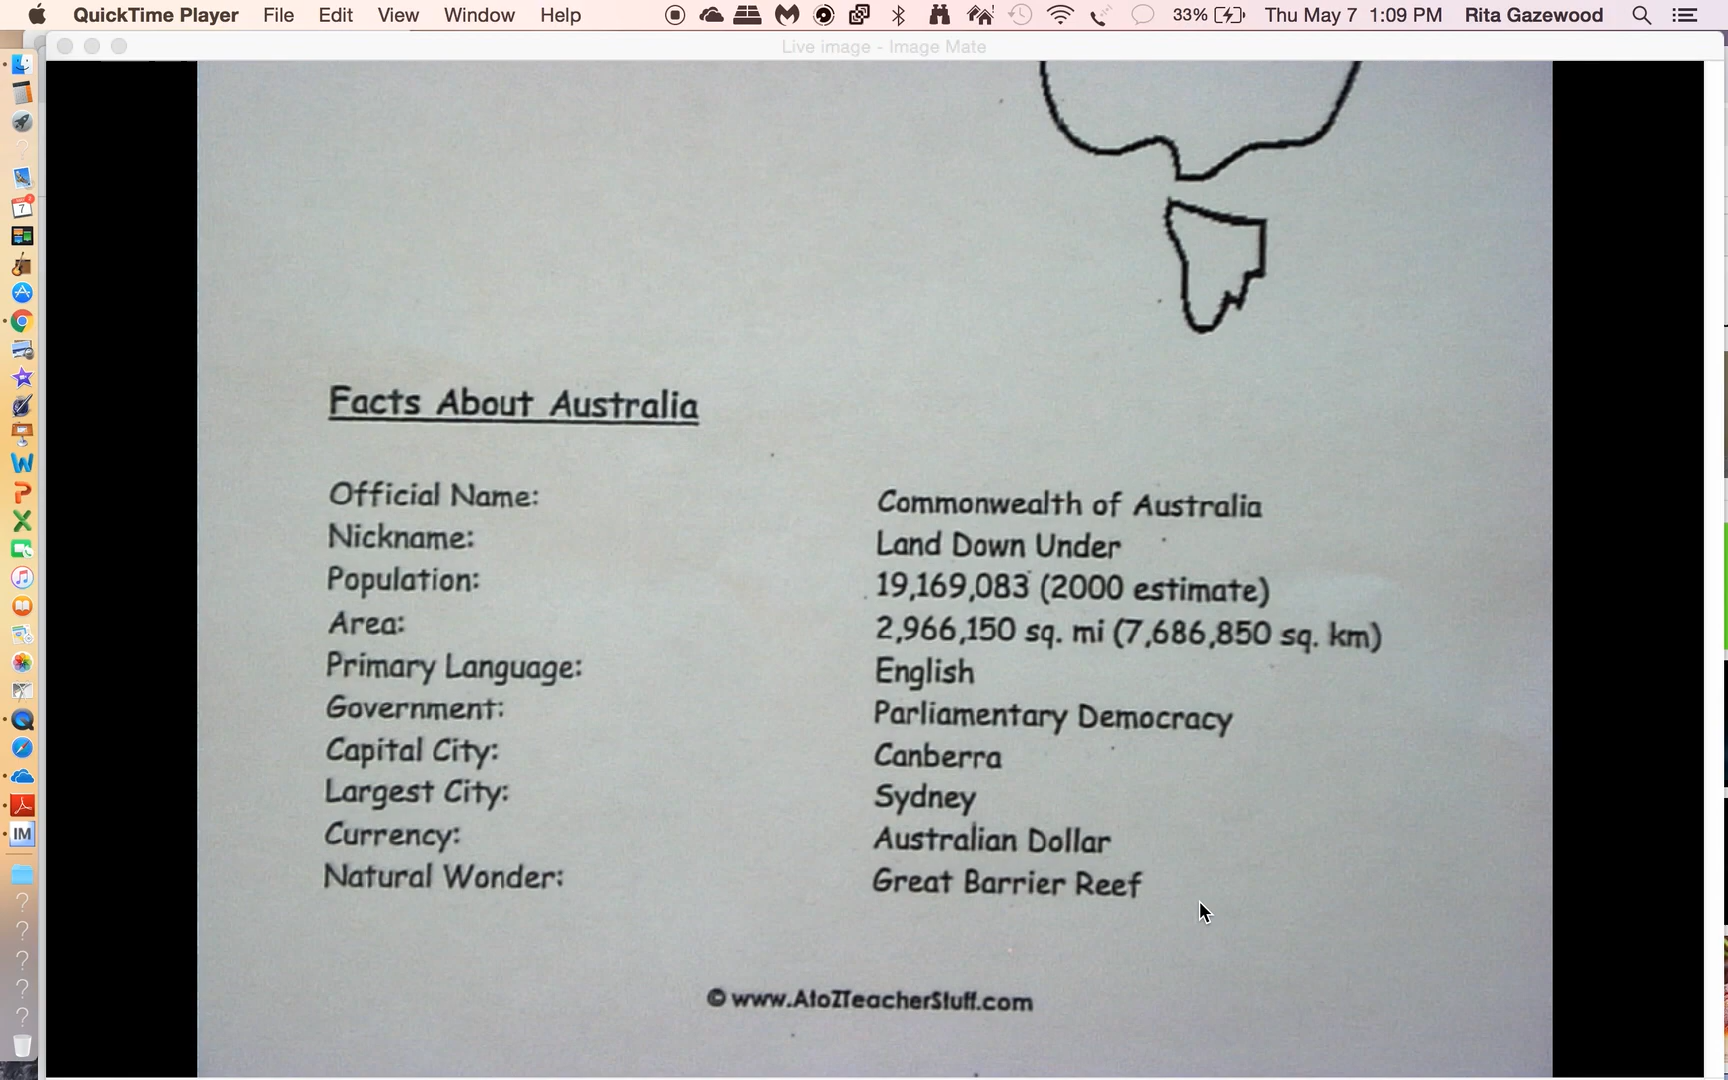 QuickTime Player File Edit View Window Help 33% Thu May 7 1:09 PM Rita Gazewood
Live image - Image Mate
7
W
P
X
IM
?
?
?
?
?
Facts About Australia
Official Name: Commonwealth of Australia
Nickname: Land Down Under
Population: 19,169,083 (2000 estimate)
Area: 2,966,150 sq. mi (7,686,850 sq. km)
Primary Language: English
Government: Parliamentary Democracy
Capital City: Canberra
Largest City: Sydney
Currency: Australian Dollar
Natural Wonder: Great Barrier Reef
© www.AtoZTeacherStuff.com